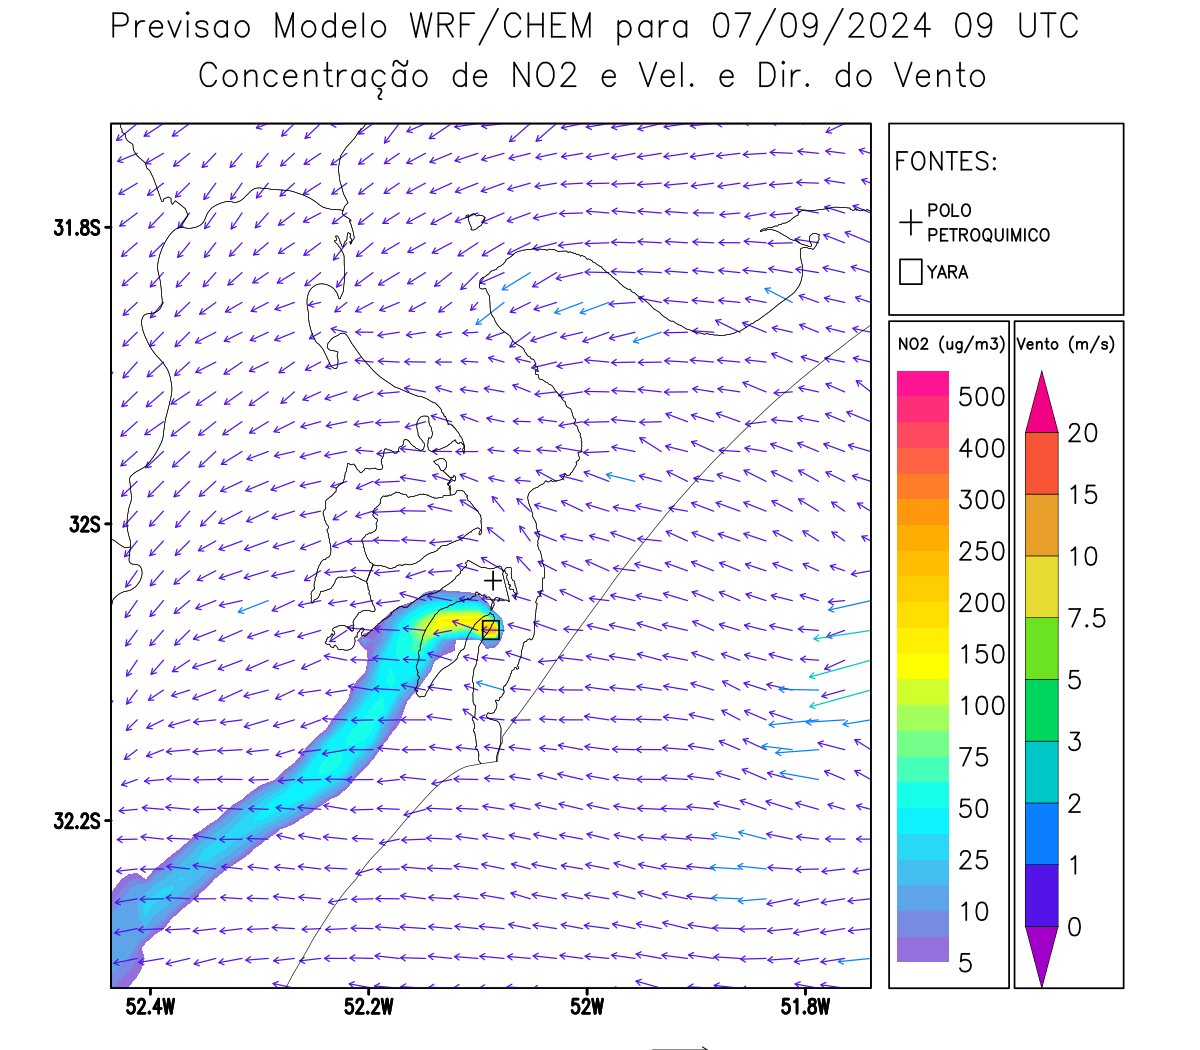 Previsao Modelo WRF/CHEM para 07/09/2024 09 UTC
Concentração de NO2 e Vel. e Dir. do Vento
FONTES:
POLO
PETROQUIMICO
YARA
NO2 (ug/m3)
500
400
300
250
200
150
100
75
50
25
10
5
Vento (m/s)
20
15
10
7.5
5
3
2
1
0
31.8S
32S
32.2S
52.4W
52.2W
52W
51.8W